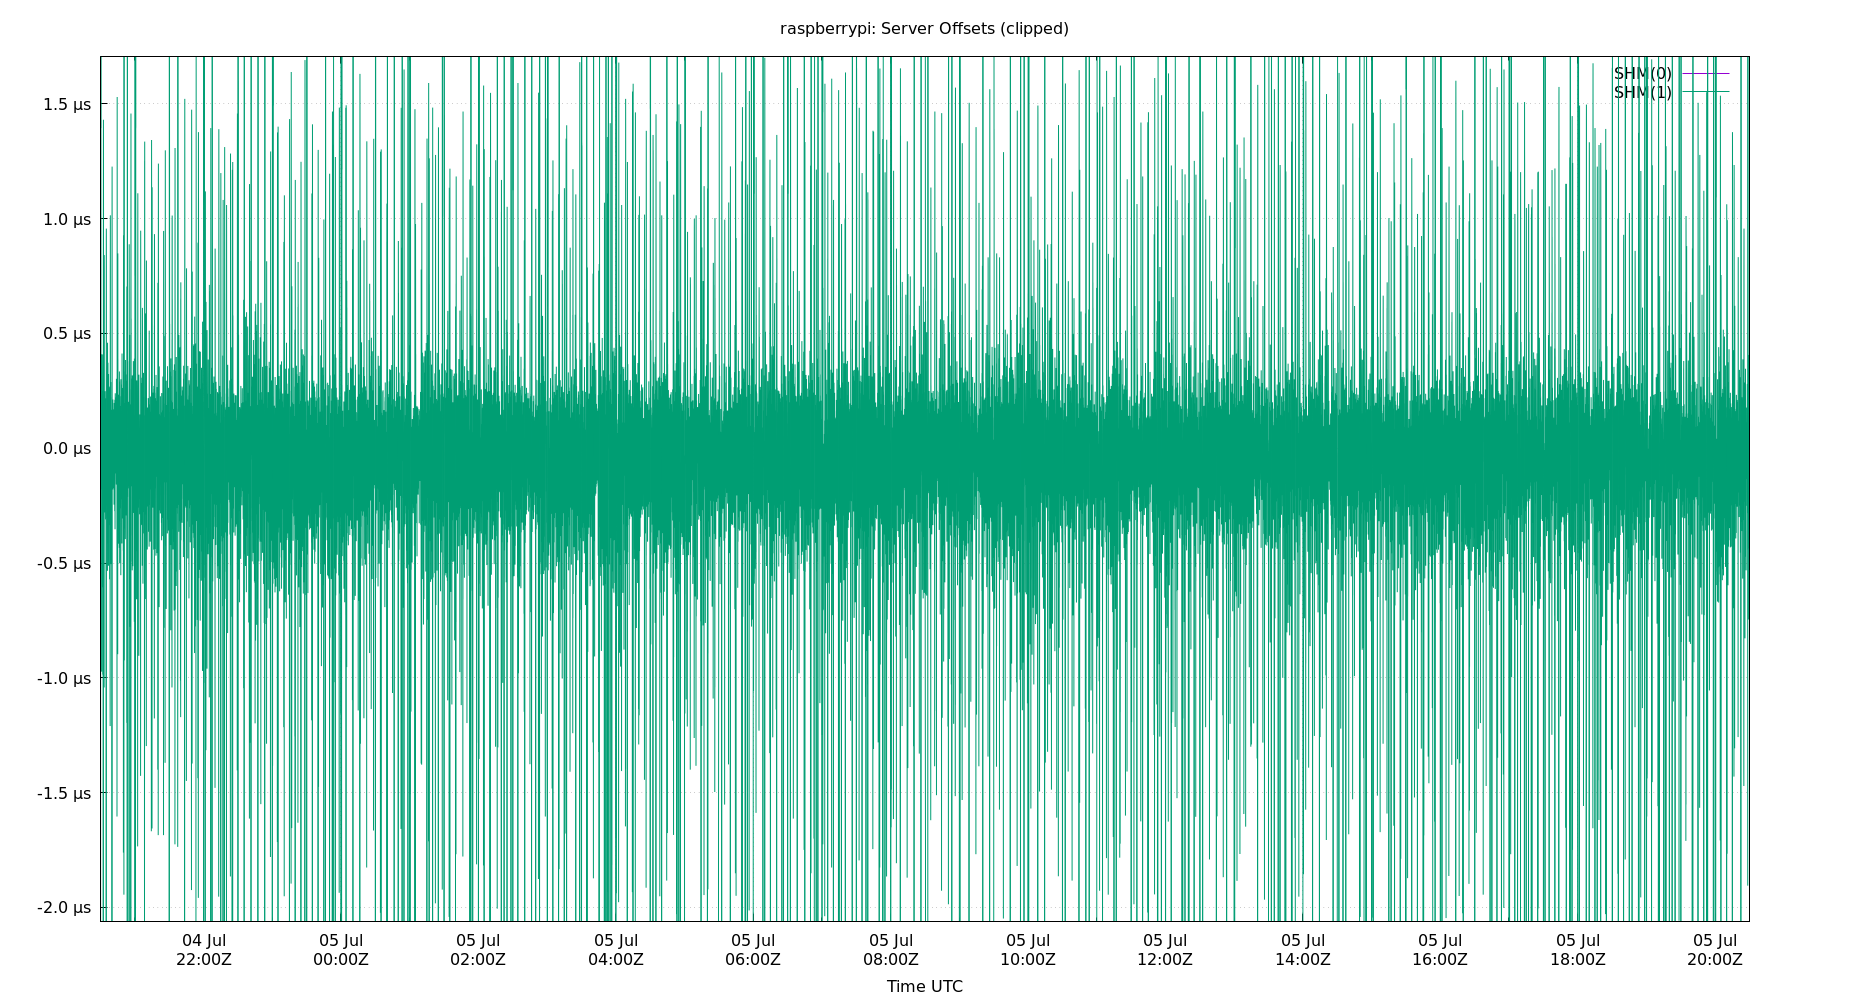 raspberrypi: Server Offsets (clipped)
SHM(0)
SHM(1)
1.5 µs
1.0 µs
0.5 µs
0.0 µs
-0.5 µs
-1.0 µs
-1.5 µs
-2.0 µs
04 Jul 05 Jul 05 Jul 05 Jul 05 Jul 05 Jul 05 Jul 05 Jul 05 Jul 05 Jul 05 Jul 05 Jul
22:00Z 00:00Z 02:00Z 04:00Z 06:00Z 08:00Z 10:00Z 12:00Z 14:00Z 16:00Z 18:00Z 20:00Z
Time UTC